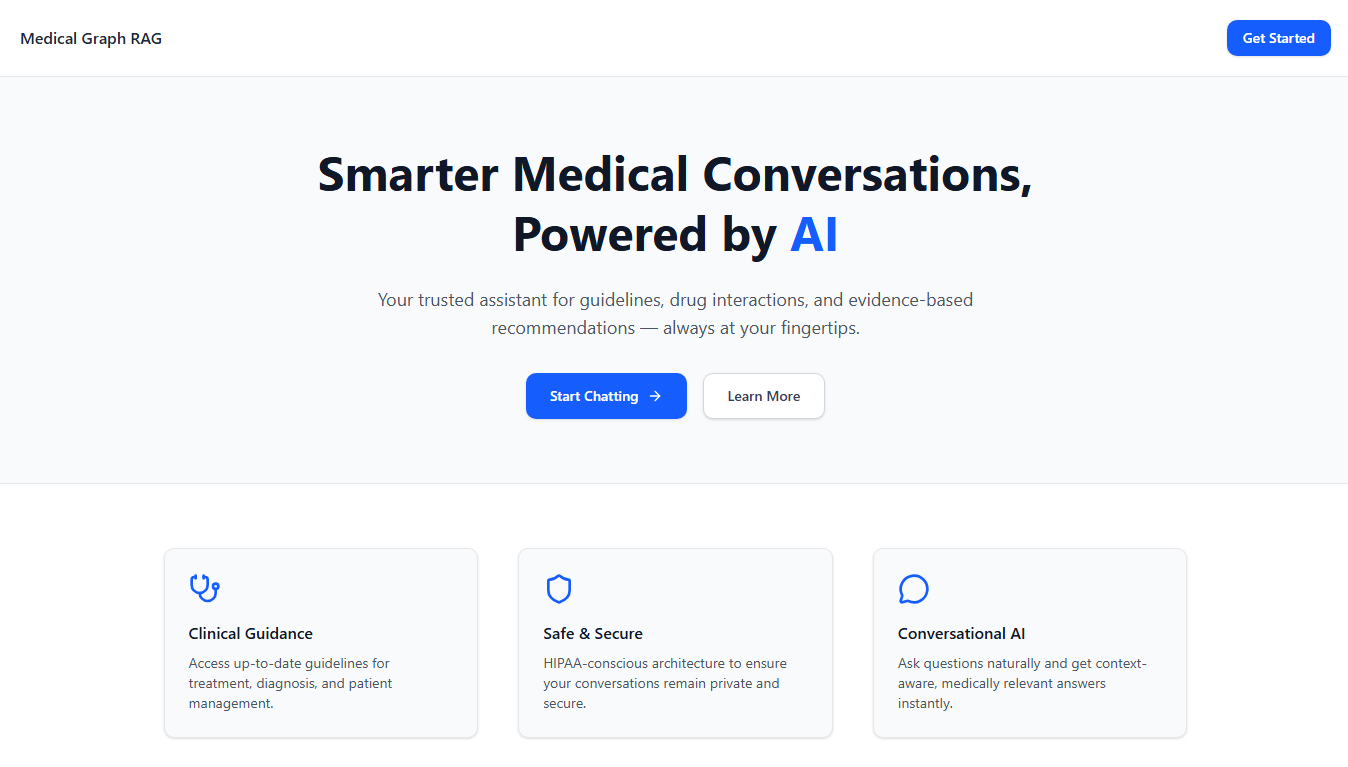 Medical Graph RAG
Get Started
Smarter Medical Conversations,
Powered by AI
Your trusted assistant for guidelines, drug interactions, and evidence-based
recommendations — always at your fingertips.
Start Chatting →
Learn More
Clinical Guidance
Access up-to-date guidelines for
treatment, diagnosis, and patient
management.
Safe & Secure
HIPAA-conscious architecture to ensure
your conversations remain private and
secure.
Conversational AI
Ask questions naturally and get context-
aware, medically relevant answers
instantly.